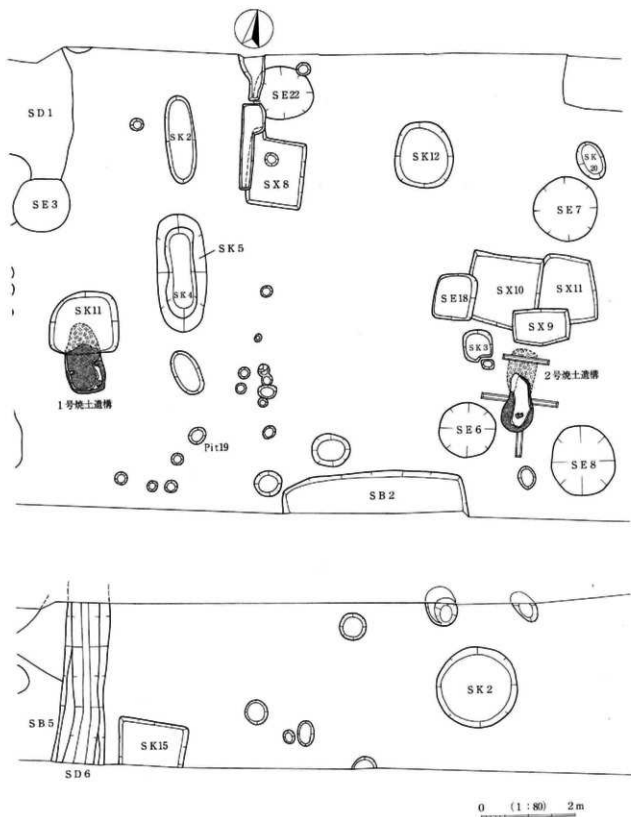 SD1
SE3
SK2
SE22
SX8
SK12
SK
20
SE7
SK5
SK4
SK11
1号焼土遺構
SE18
SX10
SX11
SX9
SK3
2号焼土遺構
SE6
SE8
Pit19
SB2
SB5
SD6
SK15
SK2
0 (1:80) 2m